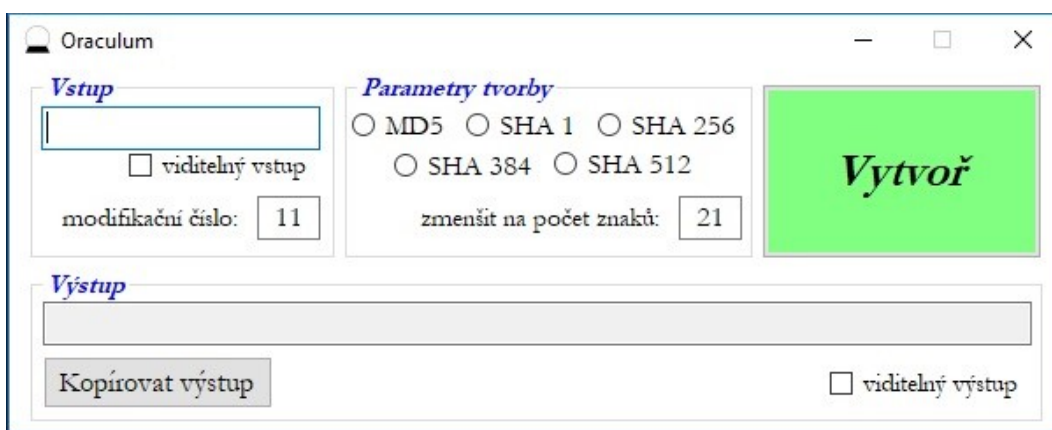 Oraculum
Vstup
viditelný vstup
modifikační číslo: 11
Parametry tvorby
MD5 SHA 1 SHA 256
SHA 384 SHA 512
zmenšit na počet znaků: 21
Vytvoř
Výstup
Kopírovat výstup
viditelný výstup